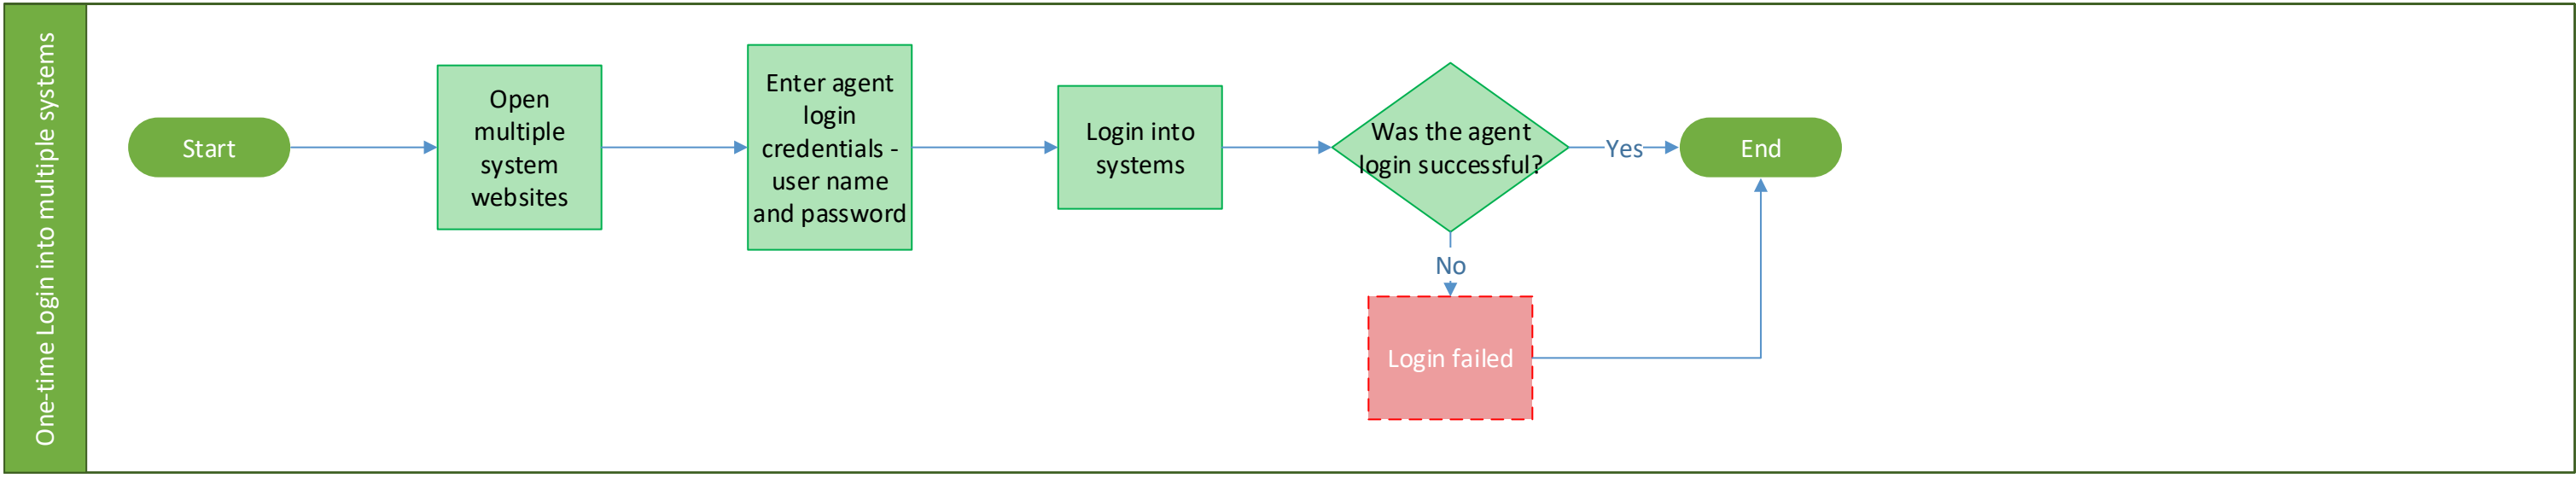 One-time Login into multiple systems
Start
Open
multiple
system
websites
Enter agent
login
credentials -
user name
and password
Login into
systems
Was the agent
login successful?
Yes
End
No
Login failed